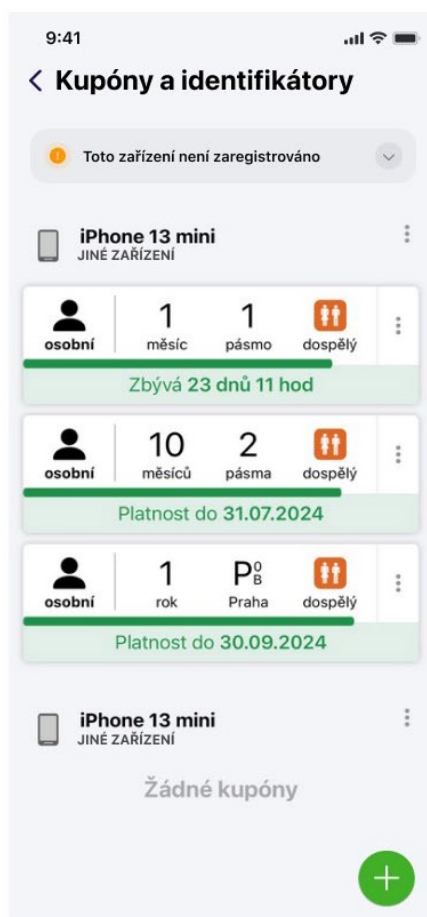 9:41
Kupóny a identifikátory
Toto zařízení není zaregistrováno
iPhone 13 mini
JINÉ ZAŘÍZENÍ
1 1
osobní měsíc pásmo dospělý
Zbývá 23 dnů 11 hod
10 2
osobní měsíců pásma dospělý
Platnost do 31.07.2024
1 P 0 B
osobní rok Praha dospělý
Platnost do 30.09.2024
iPhone 13 mini
JINÉ ZAŘÍZENÍ
Žádné kupóny